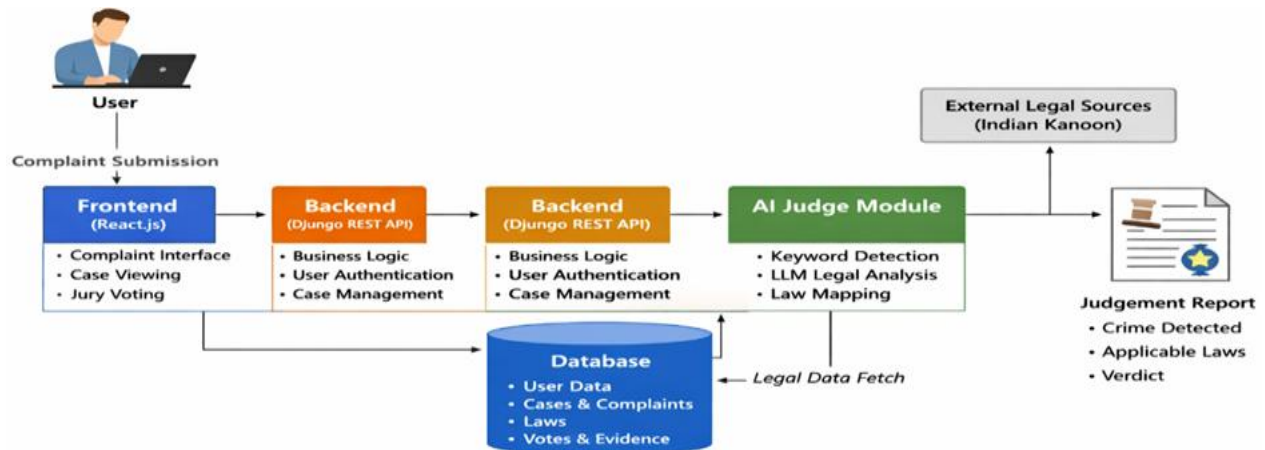 User
Complaint Submission
Frontend
(React.js)
• Complaint Interface
• Case Viewing
• Jury Voting
Backend
(Djungo REST API)
• Business Logic
• User Authentication
• Case Management
Backend
(Djungo REST API)
• Business Logic
• User Authentication
• Case Management
AI Judge Module
• Keyword Detection
• LLM Legal Analysis
• Law Mapping
External Legal Sources
(Indian Kanoon)
Judgement Report
• Crime Detected
• Applicable Laws
• Verdict
Database
• User Data
• Cases & Complaints
• Laws
• Votes & Evidence
Legal Data Fetch